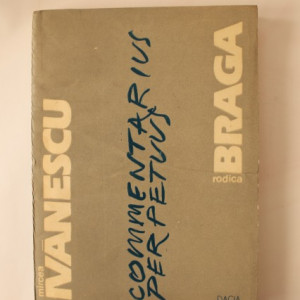 mircea
IVANESCU
COMMENTARIUS
PERPETUUS
rodica
BRAGA
DACIA